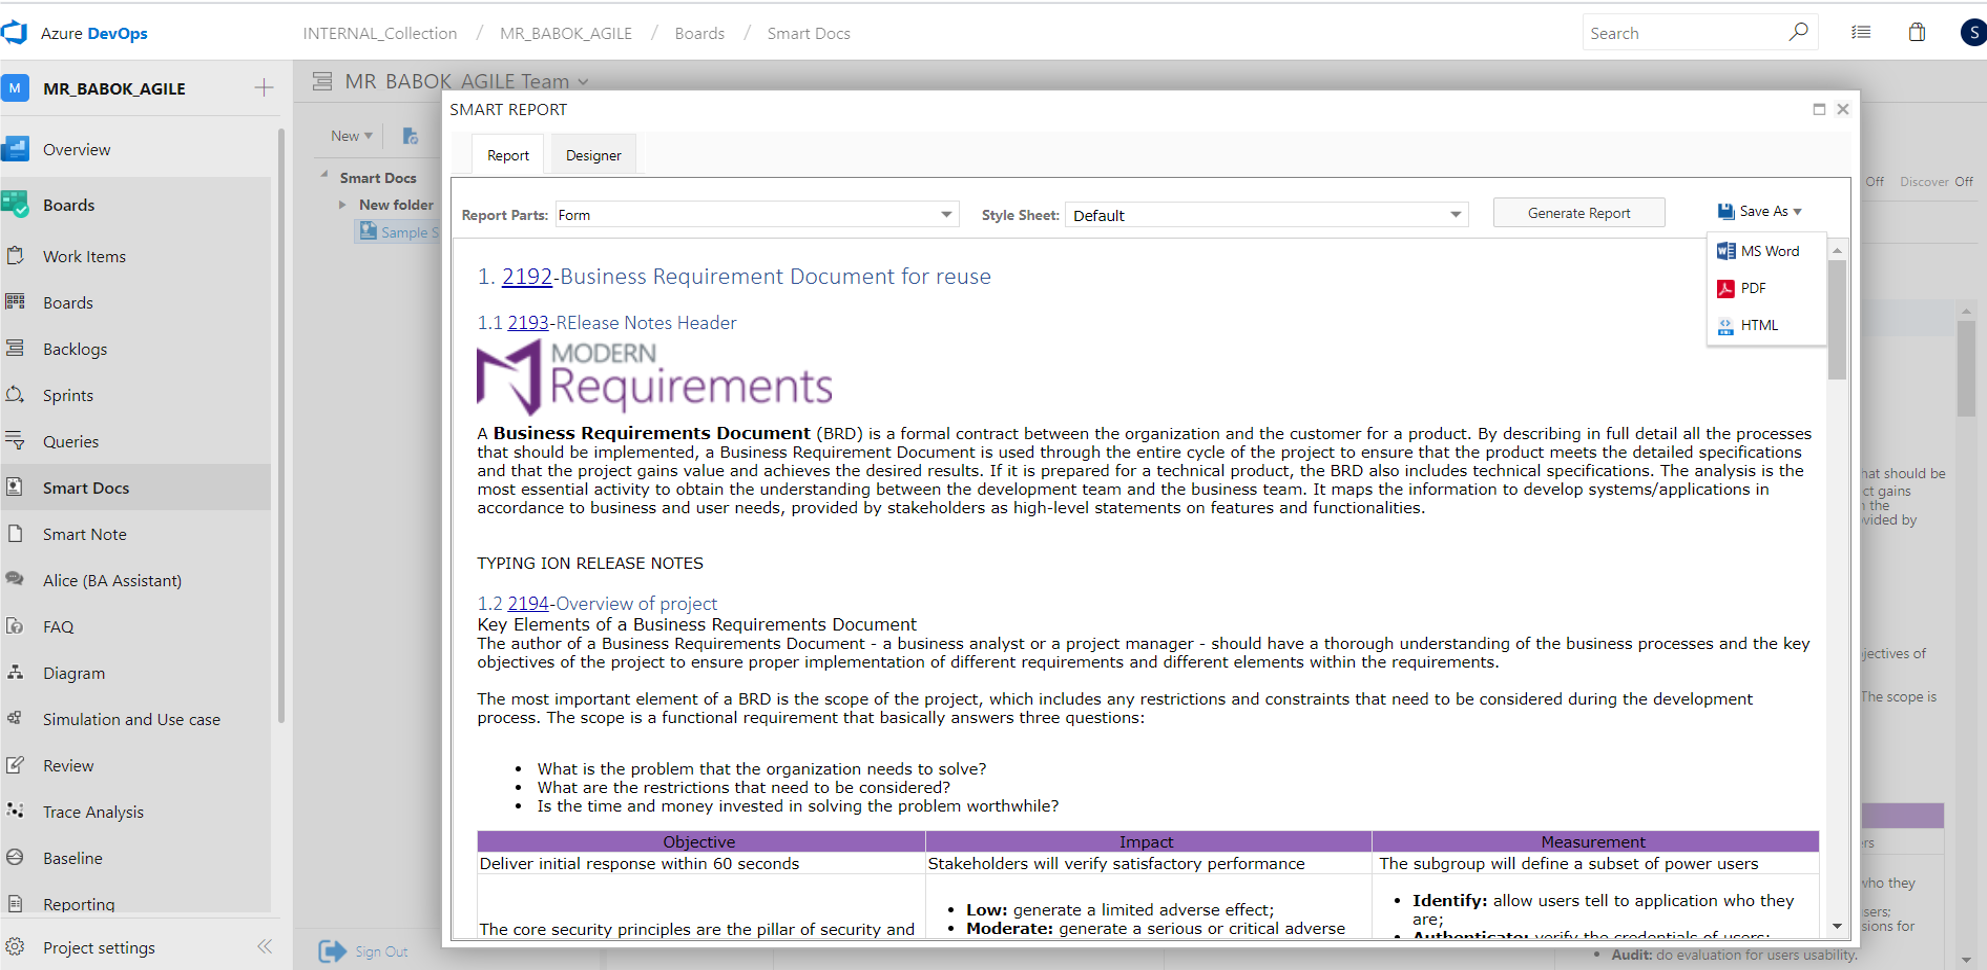 Azure DevOps
INTERNAL_Collection / MR_BABOK_AGILE / Boards / Smart Docs
Search
S
M MR_BABOK_AGILE
Overview
Boards
Work Items
Boards
Backlogs
Sprints
Queries
Smart Docs
Smart Note
Alice (BA Assistant)
FAQ
Diagram
Simulation and Use case
Review
Trace Analysis
Baseline
Reporting
Project settings
MR_BABOK_AGILE Team
New
Smart Docs
New folder
Sample S
Sign Out
SMART REPORT
Report Designer
Report Parts: Form Style Sheet: Default Generate Report Save As
MS Word
PDF
HTML
1. 2192-Business Requirement Document for reuse
1.1 2193-RElease Notes Header
MODERN
Requirements
A Business Requirements Document (BRD) is a formal contract between the organization and the customer for a product. By describing in full detail all the processes
that should be implemented, a Business Requirement Document is used through the entire cycle of the project to ensure that the product meets the detailed specifications
and that the project gains value and achieves the desired results. If it is prepared for a technical product, the BRD also includes technical specifications. The analysis is the
most essential activity to obtain the understanding between the development team and the business team. It maps the information to develop systems/applications in
accordance to business and user needs, provided by stakeholders as high-level statements on features and functionalities.
TYPING ION RELEASE NOTES
1.2 2194-Overview of project
Key Elements of a Business Requirements Document
The author of a Business Requirements Document - a business analyst or a project manager - should have a thorough understanding of the business processes and the key
objectives of the project to ensure proper implementation of different requirements and different elements within the requirements.
The most important element of a BRD is the scope of the project, which includes any restrictions and constraints that need to be considered during the development
process. The scope is a functional requirement that basically answers three questions:
• What is the problem that the organization needs to solve?
• What are the restrictions that need to be considered?
• Is the time and money invested in solving the problem worthwhile?
Objective Impact Measurement
Deliver initial response within 60 seconds Stakeholders will verify satisfactory performance The subgroup will define a subset of power users
The core security principles are the pillar of security and
• Low: generate a limited adverse effect;
• Moderate: generate a serious or critical adverse
• Identify: allow users tell to application who they
are;
• Authenticate: verify the credentials of users;
Off Discover Off
hat should be
ct gains
the
vided by
jectives of
The scope is
rs
who they
sers;
sions for
• Audit: do evaluation for users usability.